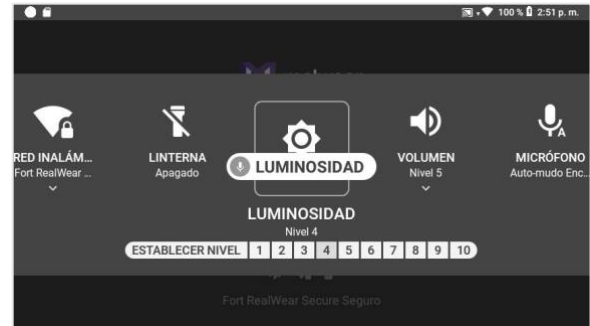 100 % 2:51 p. m.
RED INALÁM...
Fort RealWear ...
LINTERNA
Apagado
LUMINOSIDAD
VOLUMEN
Nivel 5
MICRÓFONO
Auto-mudo Enc...
LUMINOSIDAD
Nivel 4
ESTABLECER NIVEL 1 2 3 4 5 6 7 8 9 10
Fort RealWear Secure Seguro